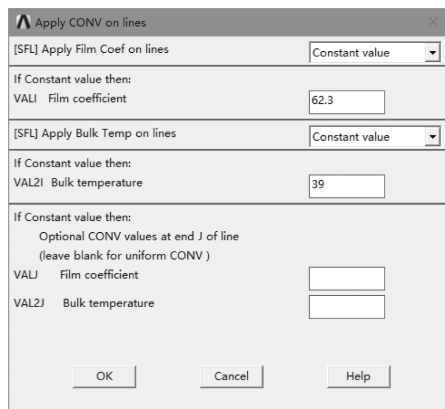 Apply CONV on lines
[SFL] Apply Film Coef on lines Constant value
If Constant value then:
VALI Film coefficient 62.3
[SFL] Apply Bulk Temp on lines Constant value
If Constant value then:
VAL2I Bulk temperature 39
If Constant value then:
Optional CONV values at end J of line
(leave blank for uniform CONV )
VALJ Film coefficient
VAL2J Bulk temperature
OK Cancel Help